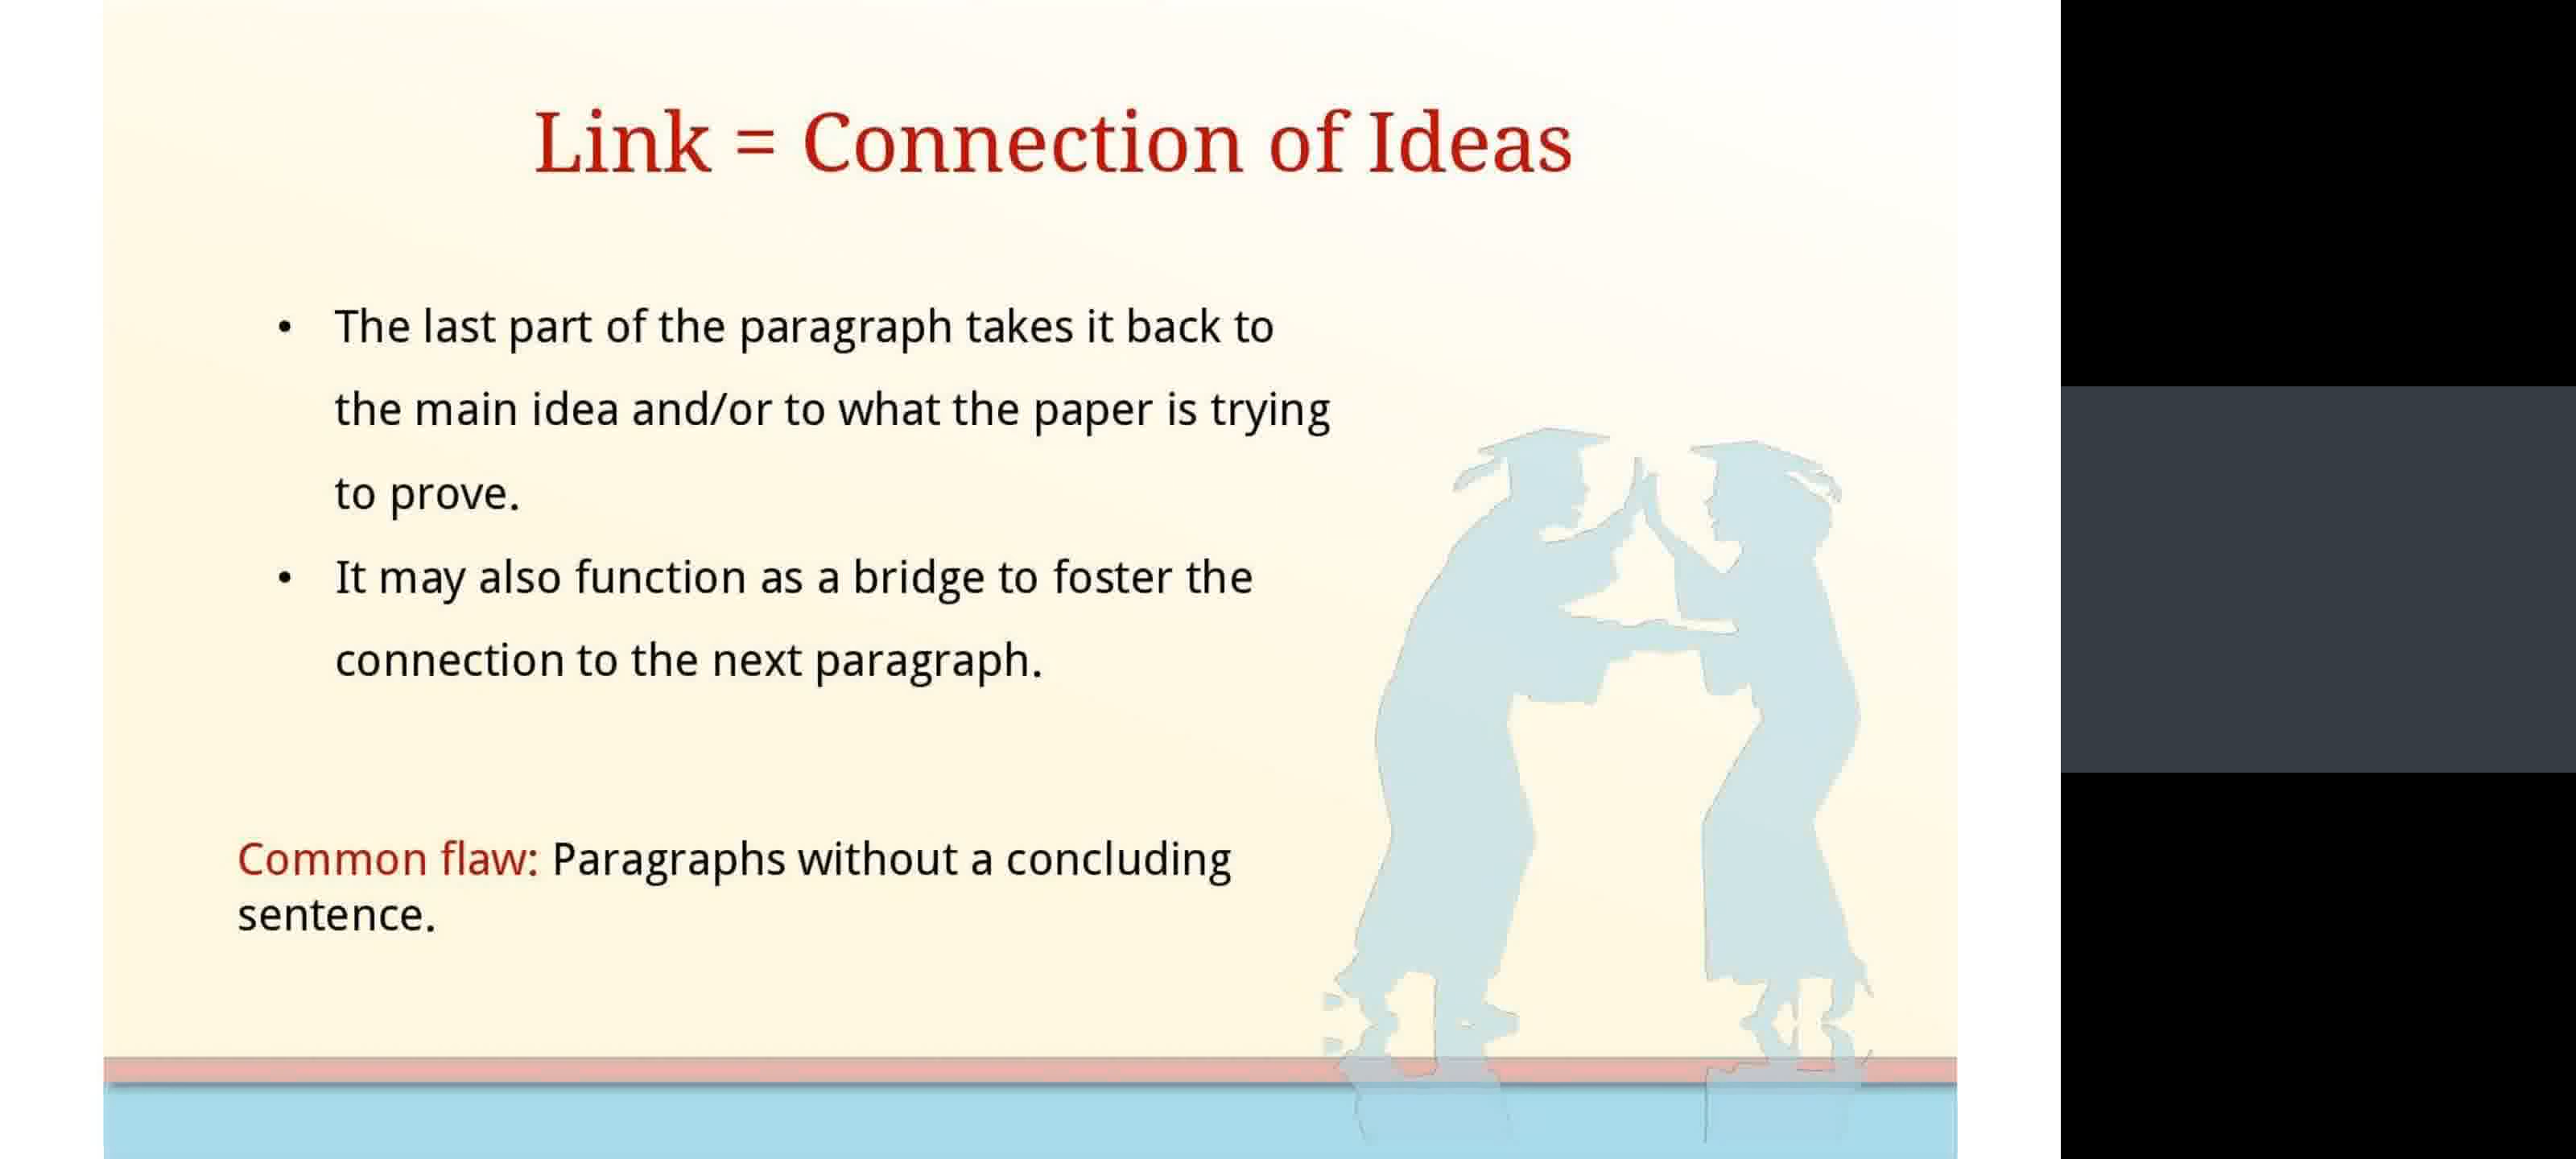 Link = Connection of Ideas
• The last part of the paragraph takes it back to
the main idea and/or to what the paper is trying
to prove.
• It may also function as a bridge to foster the
connection to the next paragraph.
Common flaw: Paragraphs without a concluding
sentence.